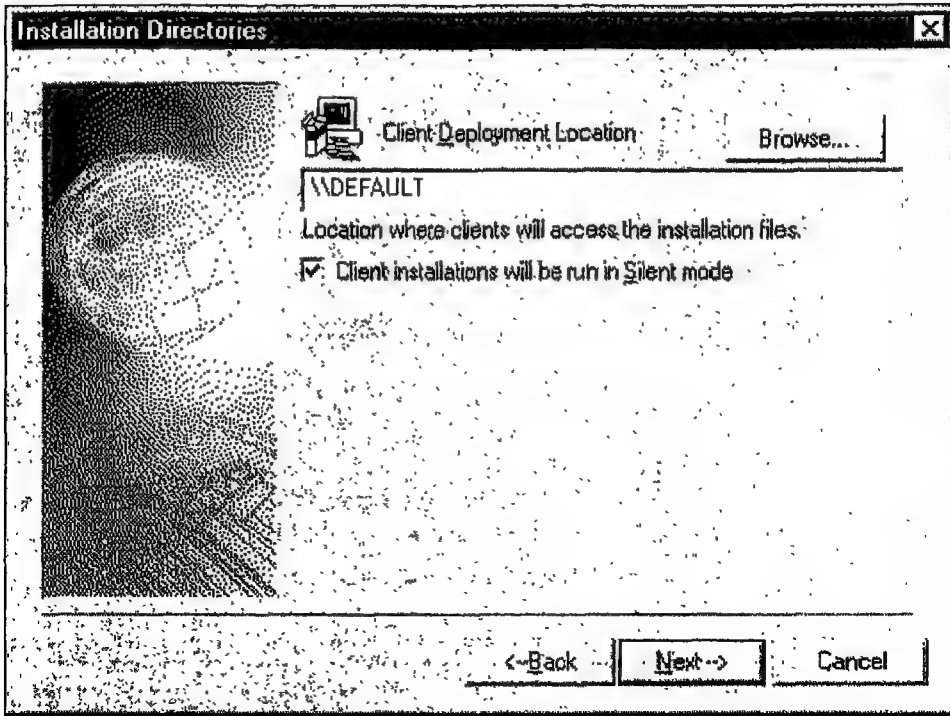 Installation Directories
Client Deployment Location
Browse...
\\DEFAULT
Location where clients will access the installation files.
Client installations will be run in Silent mode
<--Back
Next-->
Cancel